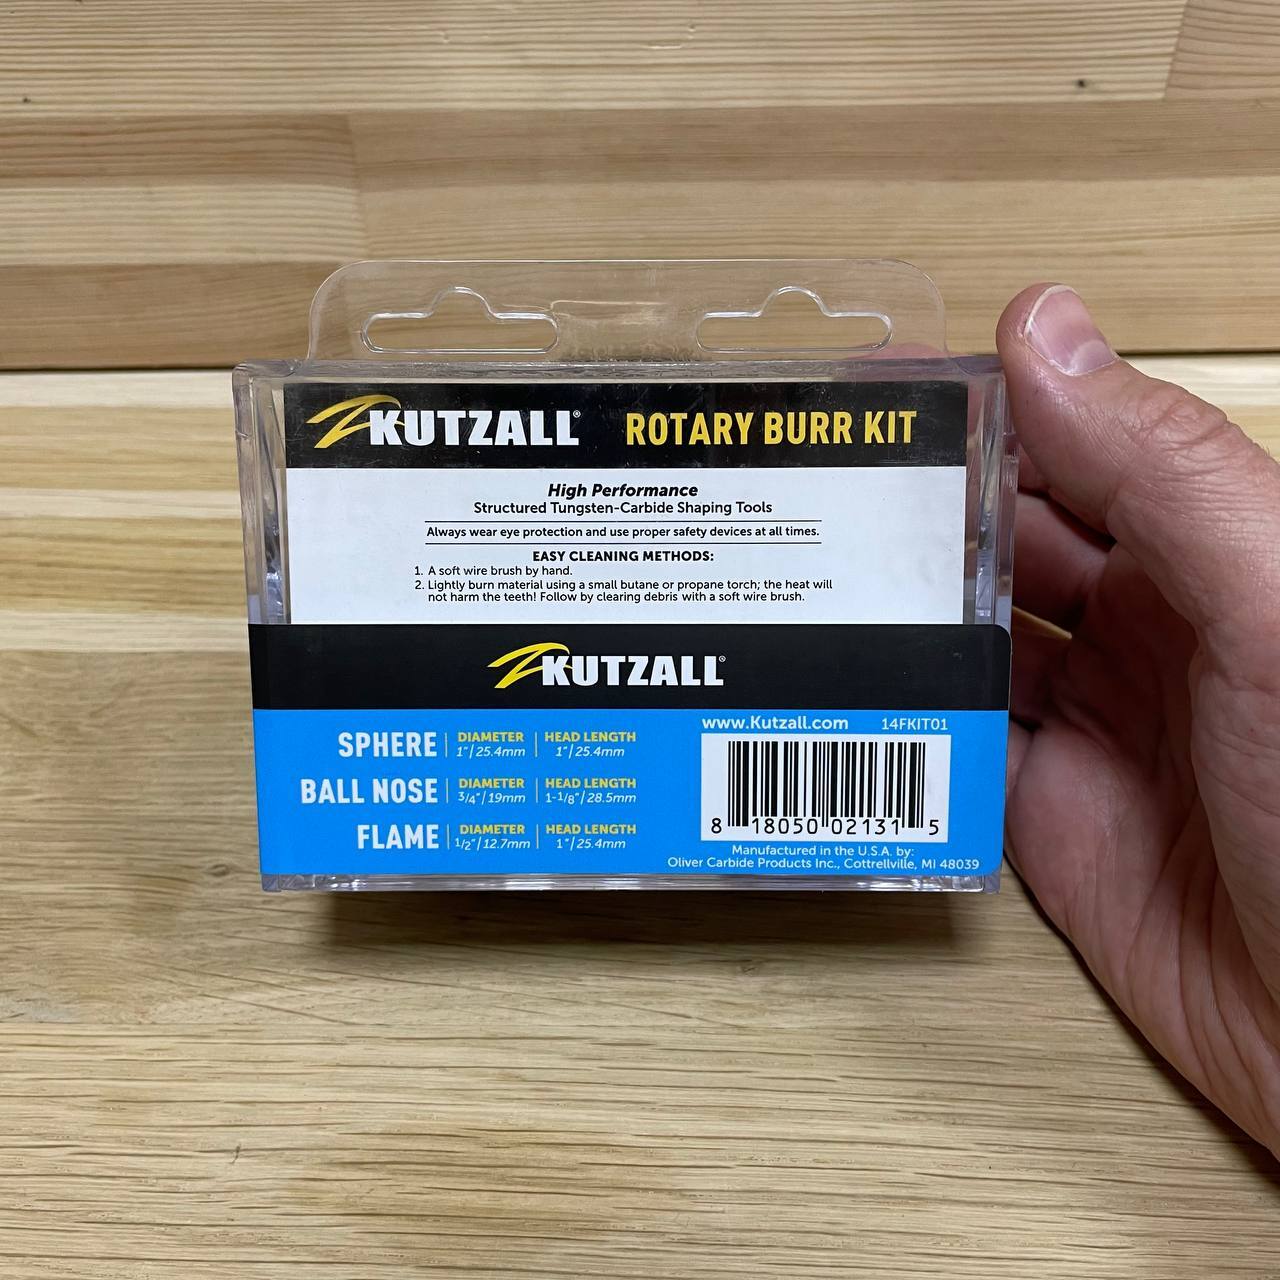 KUTZALL® ROTARY BURR KIT
High Performance
Structured Tungsten-Carbide Shaping Tools
Always wear eye protection and use proper safety devices at all times.
EASY CLEANING METHODS:
1. A soft wire brush by hand.
2. Lightly burn material using a small butane or propane torch; the heat will
not harm the teeth! Follow by clearing debris with a soft wire brush.
KUTZALL®
www.Kutzall.com 14FKIT01
SPHERE | DIAMETER | HEAD LENGTH
1"/25.4mm 1"/25.4mm
BALL NOSE | DIAMETER | HEAD LENGTH
3/4"/19mm 1-1/8"/28.5mm
FLAME | DIAMETER | HEAD LENGTH
1/2"/12.7mm 1"/25.4mm
8 18050 02131 5
Manufactured in the U.S.A. by:
Oliver Carbide Products Inc., Cottrellville, MI 48039